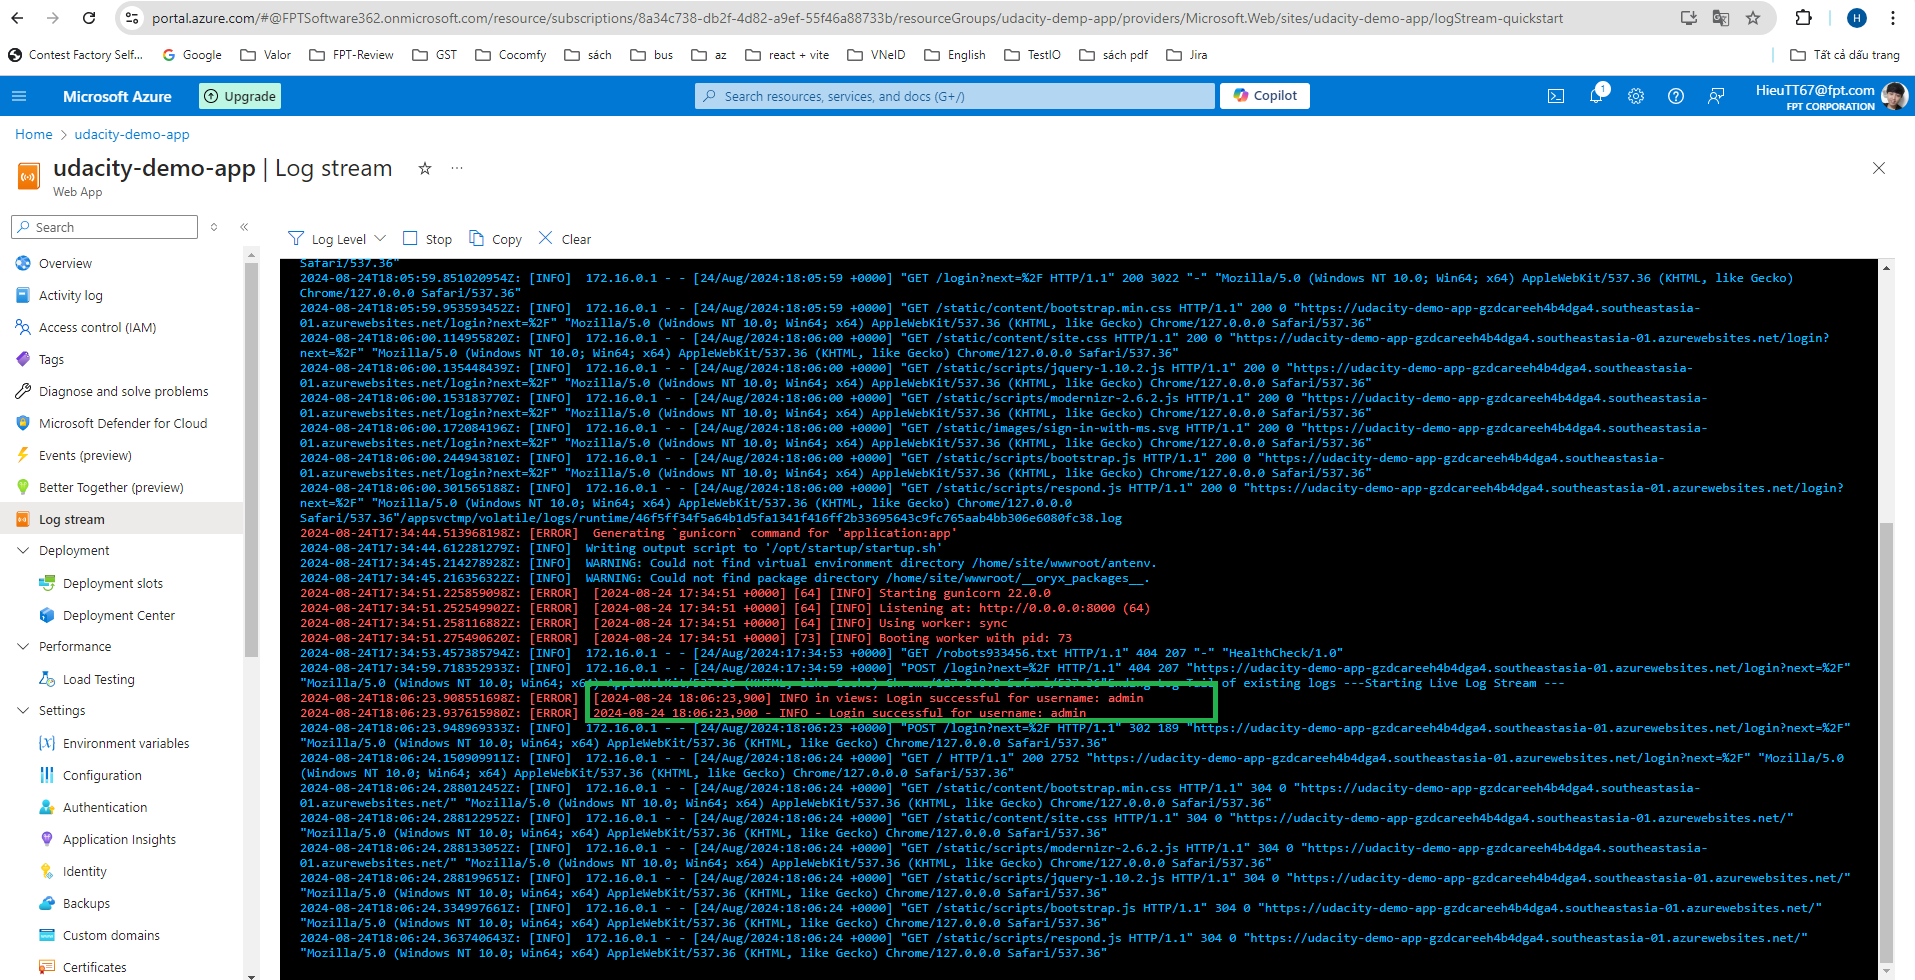 portal.azure.com/#@FPTSoftware362.onmicrosoft.com/resource/subscriptions/8a34c738-db2f-4d82-a9ef-55f46a88733b/resourceGroups/udacity-demp-app/providers/Microsoft.Web/sites/udacity-demo-app/logStream-quickstart
H
Contest Factory Self...
Google
Valor
FPT-Review
GST
Cocomfy
sách
bus
az
react + vite
VNeID
English
TestIO
sách pdf
Jira
Tất cả dấu trang
Microsoft Azure
Upgrade
Search resources, services, and docs (G+/)
Copilot
1
HieuTT67@fpt.com
FPT CORPORATION
Home > udacity-demo-app
udacity-demo-app | Log stream
Web App
Search
Overview
Activity log
Access control (IAM)
Tags
Diagnose and solve problems
Microsoft Defender for Cloud
Events (preview)
Better Together (preview)
Log stream
Deployment
Deployment slots
Deployment Center
Performance
Load Testing
Settings
Environment variables
Configuration
Authentication
Application Insights
Identity
Backups
Custom domains
Certificates
Log Level
Stop
Copy
Clear
Safari/537.36"
2024-08-24T18:05:59.851020954Z: [INFO]  172.16.0.1 - - [24/Aug/2024:18:05:59 +0000] "GET /login?next=%2F HTTP/1.1" 200 3022 "-" "Mozilla/5.0 (Windows NT 10.0; Win64; x64) AppleWebKit/537.36 (KHTML, like Gecko)
Chrome/127.0.0.0 Safari/537.36"
2024-08-24T18:05:59.953593452Z: [INFO]  172.16.0.1 - - [24/Aug/2024:18:05:59 +0000] "GET /static/content/bootstrap.min.css HTTP/1.1" 200 0 "https://udacity-demo-app-gzdcareeh4b4dga4.southeastasia-
01.azurewebsites.net/login?next=%2F" "Mozilla/5.0 (Windows NT 10.0; Win64; x64) AppleWebKit/537.36 (KHTML, like Gecko) Chrome/127.0.0.0 Safari/537.36"
2024-08-24T18:06:00.114955820Z: [INFO]  172.16.0.1 - - [24/Aug/2024:18:06:00 +0000] "GET /static/content/site.css HTTP/1.1" 200 0 "https://udacity-demo-app-gzdcareeh4b4dga4.southeastasia-01.azurewebsites.net/login?
next=%2F" "Mozilla/5.0 (Windows NT 10.0; Win64; x64) AppleWebKit/537.36 (KHTML, like Gecko) Chrome/127.0.0.0 Safari/537.36"
2024-08-24T18:06:00.135448439Z: [INFO]  172.16.0.1 - - [24/Aug/2024:18:06:00 +0000] "GET /static/scripts/jquery-1.10.2.js HTTP/1.1" 200 0 "https://udacity-demo-app-gzdcareeh4b4dga4.southeastasia-
01.azurewebsites.net/login?next=%2F" "Mozilla/5.0 (Windows NT 10.0; Win64; x64) AppleWebKit/537.36 (KHTML, like Gecko) Chrome/127.0.0.0 Safari/537.36"
2024-08-24T18:06:00.153183770Z: [INFO]  172.16.0.1 - - [24/Aug/2024:18:06:00 +0000] "GET /static/scripts/modernizr-2.6.2.js HTTP/1.1" 200 0 "https://udacity-demo-app-gzdcareeh4b4dga4.southeastasia-
01.azurewebsites.net/login?next=%2F" "Mozilla/5.0 (Windows NT 10.0; Win64; x64) AppleWebKit/537.36 (KHTML, like Gecko) Chrome/127.0.0.0 Safari/537.36"
2024-08-24T18:06:00.172084196Z: [INFO]  172.16.0.1 - - [24/Aug/2024:18:06:00 +0000] "GET /static/images/sign-in-with-ms.svg HTTP/1.1" 200 0 "https://udacity-demo-app-gzdcareeh4b4dga4.southeastasia-
01.azurewebsites.net/login?next=%2F" "Mozilla/5.0 (Windows NT 10.0; Win64; x64) AppleWebKit/537.36 (KHTML, like Gecko) Chrome/127.0.0.0 Safari/537.36"
2024-08-24T18:06:00.244943810Z: [INFO]  172.16.0.1 - - [24/Aug/2024:18:06:00 +0000] "GET /static/scripts/bootstrap.js HTTP/1.1" 200 0 "https://udacity-demo-app-gzdcareeh4b4dga4.southeastasia-
01.azurewebsites.net/login?next=%2F" "Mozilla/5.0 (Windows NT 10.0; Win64; x64) AppleWebKit/537.36 (KHTML, like Gecko) Chrome/127.0.0.0 Safari/537.36"
2024-08-24T18:06:00.301565188Z: [INFO]  172.16.0.1 - - [24/Aug/2024:18:06:00 +0000] "GET /static/scripts/respond.js HTTP/1.1" 200 0 "https://udacity-demo-app-gzdcareeh4b4dga4.southeastasia-01.azurewebsites.net/login?
next=%2F" "Mozilla/5.0 (Windows NT 10.0; Win64; x64) AppleWebKit/537.36 (KHTML, like Gecko) Chrome/127.0.0.0
Safari/537.36"/appsvctmp/volatile/logs/runtime/46f5ff34f5a64b1d5fa1341f416ff2b33695643c9fc765aab4bb306e6080fc38.log
2024-08-24T17:34:44.513968198Z: [ERROR]  Generating `gunicorn` command for 'application:app'
2024-08-24T17:34:44.612281279Z: [INFO]  Writing output script to '/opt/startup/startup.sh'
2024-08-24T17:34:45.214278928Z: [INFO]  WARNING: Could not find virtual environment directory /home/site/wwwroot/antenv.
2024-08-24T17:34:45.216356322Z: [INFO]  WARNING: Could not find package directory /home/site/wwwroot/__oryx_packages__.
2024-08-24T17:34:51.225859098Z: [ERROR]  [2024-08-24 17:34:51 +0000] [64] [INFO] Starting gunicorn 22.0.0
2024-08-24T17:34:51.252549902Z: [ERROR]  [2024-08-24 17:34:51 +0000] [64] [INFO] Listening at: http://0.0.0.0:8000 (64)
2024-08-24T17:34:51.258116882Z: [ERROR]  [2024-08-24 17:34:51 +0000] [64] [INFO] Using worker: sync
2024-08-24T17:34:51.275490620Z: [ERROR]  [2024-08-24 17:34:51 +0000] [73] [INFO] Booting worker with pid: 73
2024-08-24T17:34:53.457385794Z: [INFO]  172.16.0.1 - - [24/Aug/2024:17:34:53 +0000] "GET /robots933456.txt HTTP/1.1" 404 207 "-" "HealthCheck/1.0"
2024-08-24T17:34:59.718352933Z: [INFO]  172.16.0.1 - - [24/Aug/2024:17:34:59 +0000] "POST /login?next=%2F HTTP/1.1" 404 207 "https://udacity-demo-app-gzdcareeh4b4dga4.southeastasia-01.azurewebsites.net/login?next=%2F"
"Mozilla/5.0 (Windows NT 10.0; Win64; x64) AppleWebKit/537.36 (KHTML, like Gecko) Chrome/127.0.0.0 Safari/537.36"Ending Log Tail of existing logs ---Starting Live Log Stream ---
2024-08-24T18:06:23.908551698Z: [ERROR]  [2024-08-24 18:06:23,900] INFO in views: Login successful for username: admin
2024-08-24T18:06:23.937615980Z: [ERROR]  2024-08-24 18:06:23,900 - INFO - Login successful for username: admin
2024-08-24T18:06:23.948969333Z: [INFO]  172.16.0.1 - - [24/Aug/2024:18:06:23 +0000] "POST /login?next=%2F HTTP/1.1" 302 189 "https://udacity-demo-app-gzdcareeh4b4dga4.southeastasia-01.azurewebsites.net/login?next=%2F"
"Mozilla/5.0 (Windows NT 10.0; Win64; x64) AppleWebKit/537.36 (KHTML, like Gecko) Chrome/127.0.0.0 Safari/537.36"
2024-08-24T18:06:24.150909911Z: [INFO]  172.16.0.1 - - [24/Aug/2024:18:06:24 +0000] "GET / HTTP/1.1" 200 2752 "https://udacity-demo-app-gzdcareeh4b4dga4.southeastasia-01.azurewebsites.net/login?next=%2F" "Mozilla/5.0
(Windows NT 10.0; Win64; x64) AppleWebKit/537.36 (KHTML, like Gecko) Chrome/127.0.0.0 Safari/537.36"
2024-08-24T18:06:24.288012452Z: [INFO]  172.16.0.1 - - [24/Aug/2024:18:06:24 +0000] "GET /static/content/bootstrap.min.css HTTP/1.1" 304 0 "https://udacity-demo-app-gzdcareeh4b4dga4.southeastasia-
01.azurewebsites.net/" "Mozilla/5.0 (Windows NT 10.0; Win64; x64) AppleWebKit/537.36 (KHTML, like Gecko) Chrome/127.0.0.0 Safari/537.36"
2024-08-24T18:06:24.288122952Z: [INFO]  172.16.0.1 - - [24/Aug/2024:18:06:24 +0000] "GET /static/content/site.css HTTP/1.1" 304 0 "https://udacity-demo-app-gzdcareeh4b4dga4.southeastasia-01.azurewebsites.net/"
"Mozilla/5.0 (Windows NT 10.0; Win64; x64) AppleWebKit/537.36 (KHTML, like Gecko) Chrome/127.0.0.0 Safari/537.36"
2024-08-24T18:06:24.288133052Z: [INFO]  172.16.0.1 - - [24/Aug/2024:18:06:24 +0000] "GET /static/scripts/modernizr-2.6.2.js HTTP/1.1" 304 0 "https://udacity-demo-app-gzdcareeh4b4dga4.southeastasia-
01.azurewebsites.net/" "Mozilla/5.0 (Windows NT 10.0; Win64; x64) AppleWebKit/537.36 (KHTML, like Gecko) Chrome/127.0.0.0 Safari/537.36"
2024-08-24T18:06:24.288199651Z: [INFO]  172.16.0.1 - - [24/Aug/2024:18:06:24 +0000] "GET /static/scripts/jquery-1.10.2.js HTTP/1.1" 304 0 "https://udacity-demo-app-gzdcareeh4b4dga4.southeastasia-01.azurewebsites.net/"
"Mozilla/5.0 (Windows NT 10.0; Win64; x64) AppleWebKit/537.36 (KHTML, like Gecko) Chrome/127.0.0.0 Safari/537.36"
2024-08-24T18:06:24.334997661Z: [INFO]  172.16.0.1 - - [24/Aug/2024:18:06:24 +0000] "GET /static/scripts/bootstrap.js HTTP/1.1" 304 0 "https://udacity-demo-app-gzdcareeh4b4dga4.southeastasia-01.azurewebsites.net/"
"Mozilla/5.0 (Windows NT 10.0; Win64; x64) AppleWebKit/537.36 (KHTML, like Gecko) Chrome/127.0.0.0 Safari/537.36"
2024-08-24T18:06:24.363740643Z: [INFO]  172.16.0.1 - - [24/Aug/2024:18:06:24 +0000] "GET /static/scripts/respond.js HTTP/1.1" 304 0 "https://udacity-demo-app-gzdcareeh4b4dga4.southeastasia-01.azurewebsites.net/"
"Mozilla/5.0 (Windows NT 10.0; Win64; x64) AppleWebKit/537.36 (KHTML, like Gecko) Chrome/127.0.0.0 Safari/537.36"